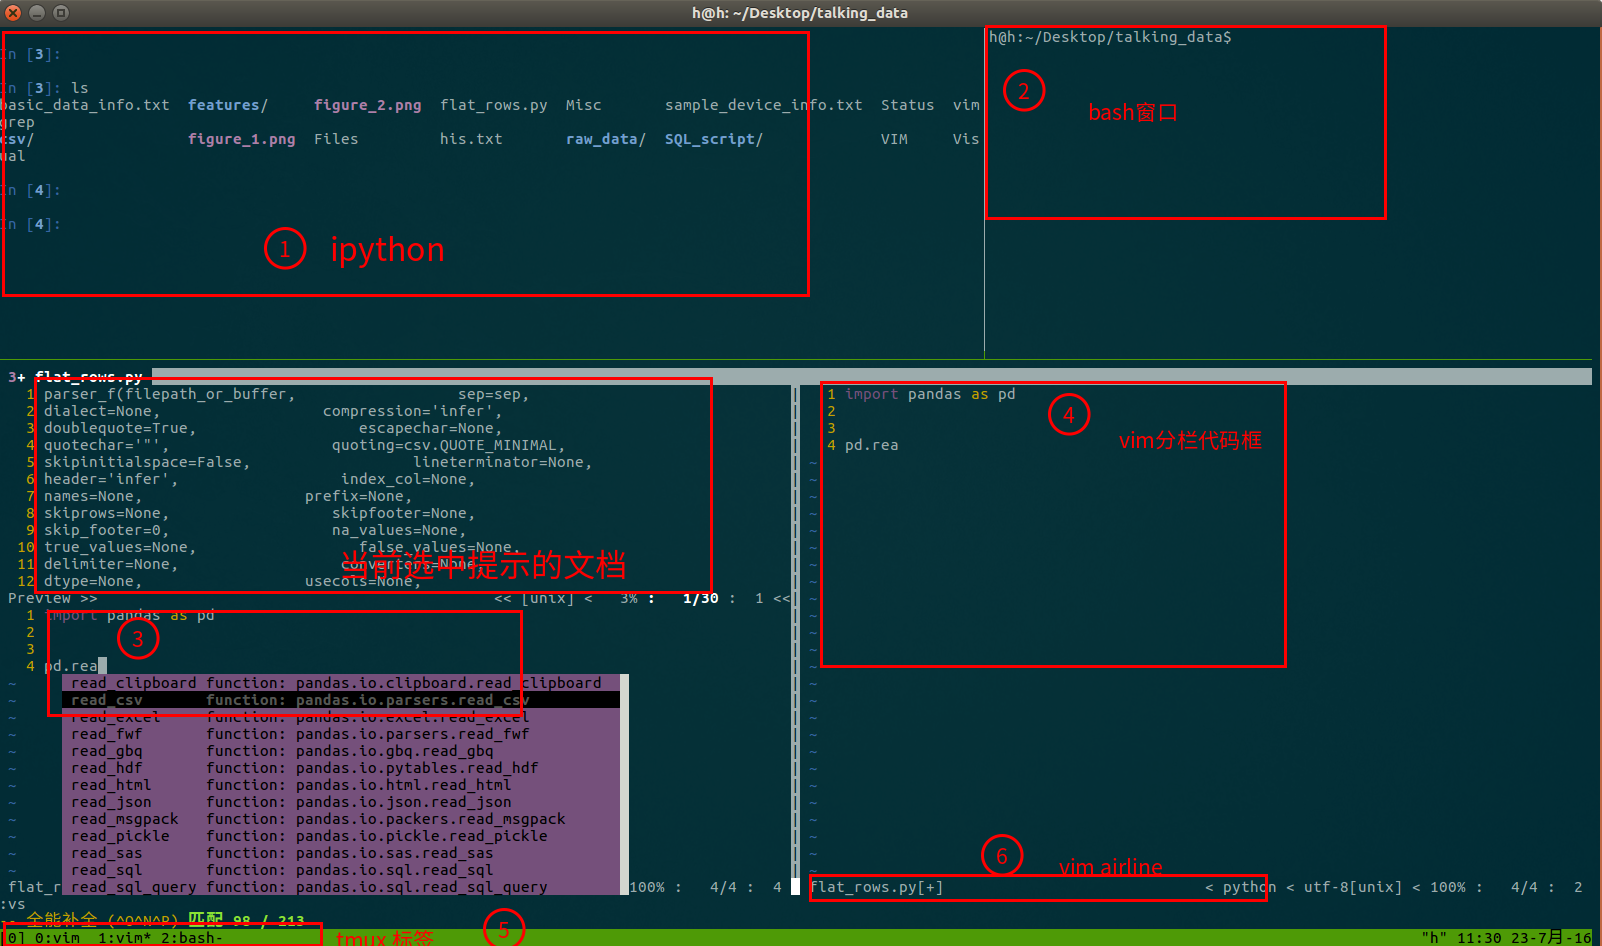 h@h: ~/Desktop/talking_data
In [3]:
In [3]: ls
basic_data_info.txt features/ figure_2.png flat_rows.py Misc sample_device_info.txt Status vim
grep
csv/ figure_1.png Files his.txt raw_data/ SQL_script/ VIM Vis
ual
In [4]:
In [4]:
① ipython
h@h:~/Desktop/talking_data$
② bash窗口
3+ flat_rows.py
1 parser_f(filepath_or_buffer, sep=sep,
2 dialect=None, compression='infer',
3 doublequote=True, escapechar=None,
4 quotechar='"', quoting=csv.QUOTE_MINIMAL,
5 skipinitialspace=False, lineterminator=None,
6 header='infer', index_col=None,
7 names=None, prefix=None,
8 skiprows=None, skipfooter=None,
9 skip_footer=0, na_values=None,
10 true_values=None, false_values=None,
11 delimiter=None, converters=None,
12 dtype=None, usecols=None,
当前选中提示的文档
Preview >> << [unix] < 3% : 1/30 : 1 <<
1 import pandas as pd
2
3
4 pd.rea
③
read_clipboard function: pandas.io.clipboard.read_clipboard
read_csv function: pandas.io.parsers.read_csv
read_excel function: pandas.io.excel.read_excel
read_fwf function: pandas.io.parsers.read_fwf
read_gbq function: pandas.io.gbq.read_gbq
read_hdf function: pandas.io.pytables.read_hdf
read_html function: pandas.io.html.read_html
read_json function: pandas.io.json.read_json
read_msgpack function: pandas.io.packers.read_msgpack
read_pickle function: pandas.io.pickle.read_pickle
read_sas function: pandas.io.sas.read_sas
read_sql function: pandas.io.sql.read_sql
read_sql_query function: pandas.io.sql.read_sql_query
flat_r 100% : 4/4 : 4
1 import pandas as pd
2
3
4 pd.rea
④ vim分栏代码框
⑥ vim airline
flat_rows.py[+] < python < utf-8[unix] < 100% : 4/4 : 2
:vs
-- 全能补全 (^O^N^P) 匹配 98 / 213
[0] 0:vim 1:vim* 2:bash-
tmux 标签 ⑤
"h" 11:30 23-7月-16